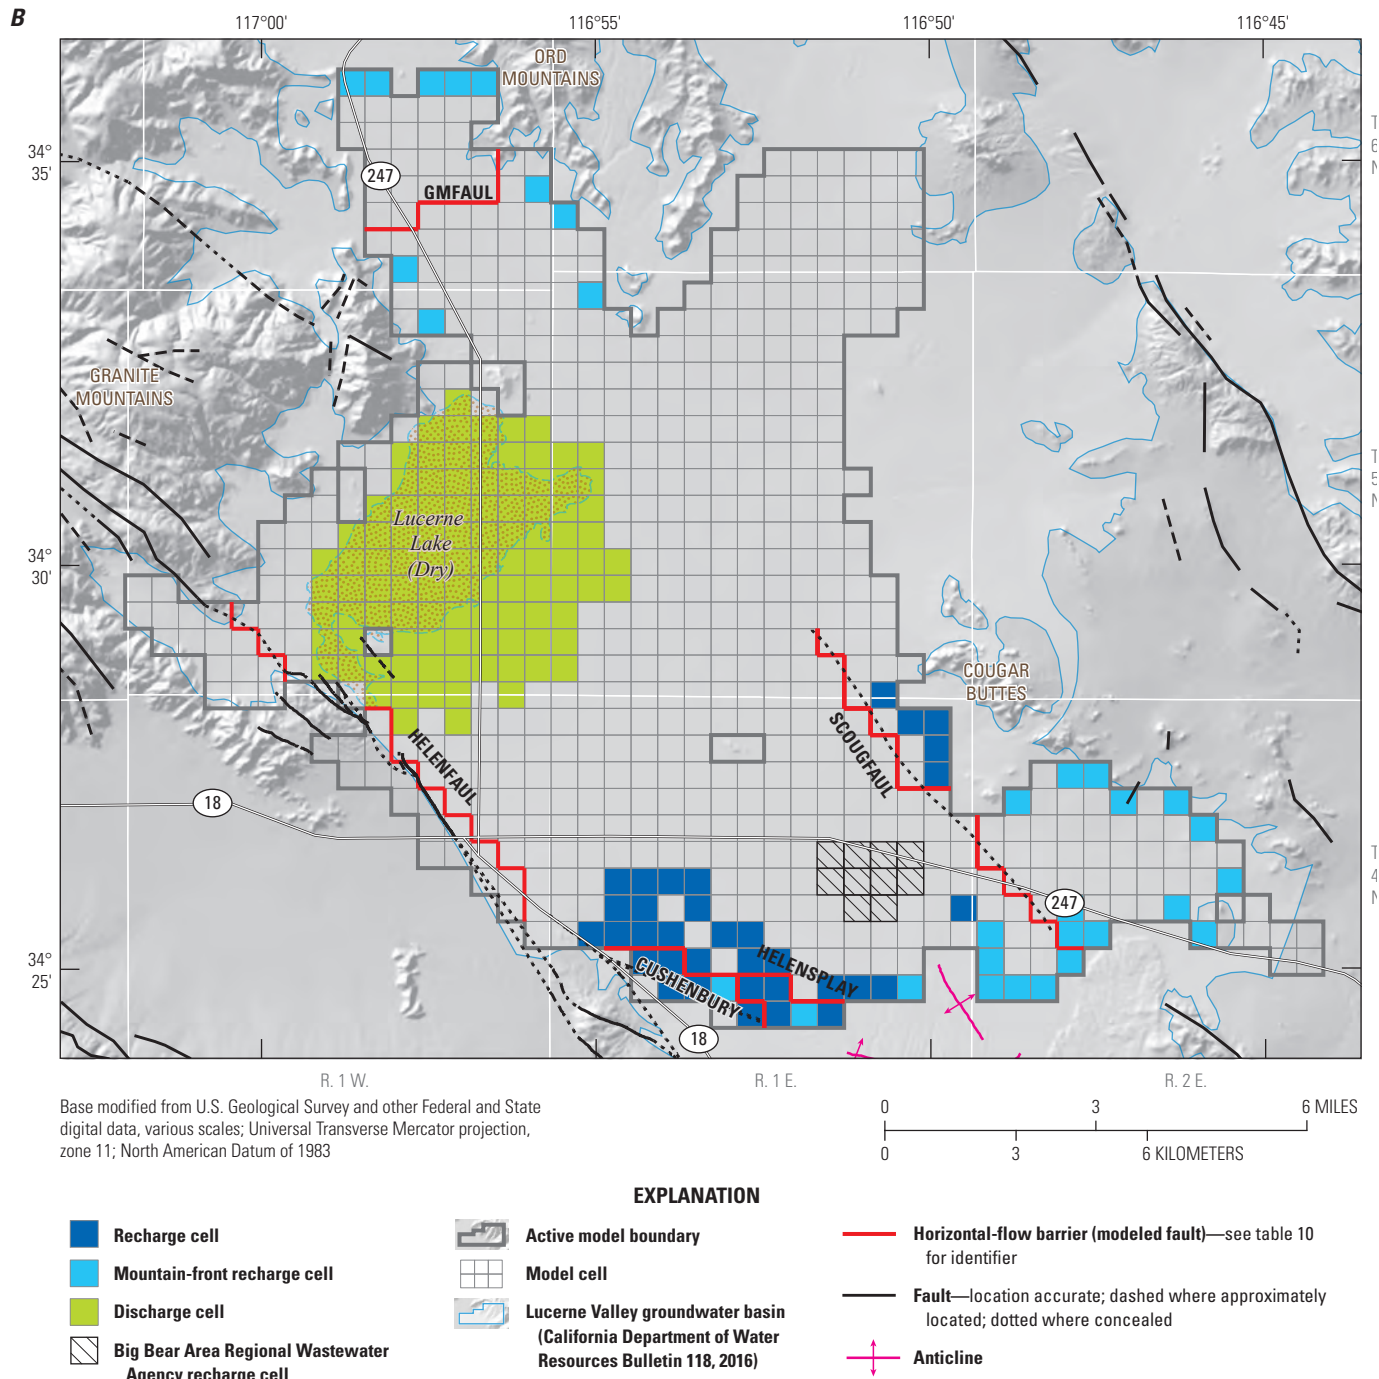 B
117°00'
116°55'
116°50'
116°45'
ORD
MOUNTAINS
T
6
N
34°
35'
247
GMFAUL
GRANITE
MOUNTAINS
T
5
N
Lucerne
Lake
(Dry)
34°
30'
COUGAR
BUTTES
SCOUGFAUL
HELENFAUL
18
T
4
N
247
HELENSPLAY
CUSHENBURY
34°
25'
18
R. 1 W.
R. 1 E.
R. 2 E.
Base modified from U.S. Geological Survey and other Federal and State
digital data, various scales; Universal Transverse Mercator projection,
zone 11; North American Datum of 1983
0 3 6 MILES
0 3 6 KILOMETERS
EXPLANATION
Recharge cell
Mountain-front recharge cell
Discharge cell
Big Bear Area Regional Wastewater
Agency recharge cell
Active model boundary
Model cell
Lucerne Valley groundwater basin
(California Department of Water
Resources Bulletin 118, 2016)
Horizontal-flow barrier (modeled fault)—see table 10
for identifier
Fault—location accurate; dashed where approximately
located; dotted where concealed
Anticline